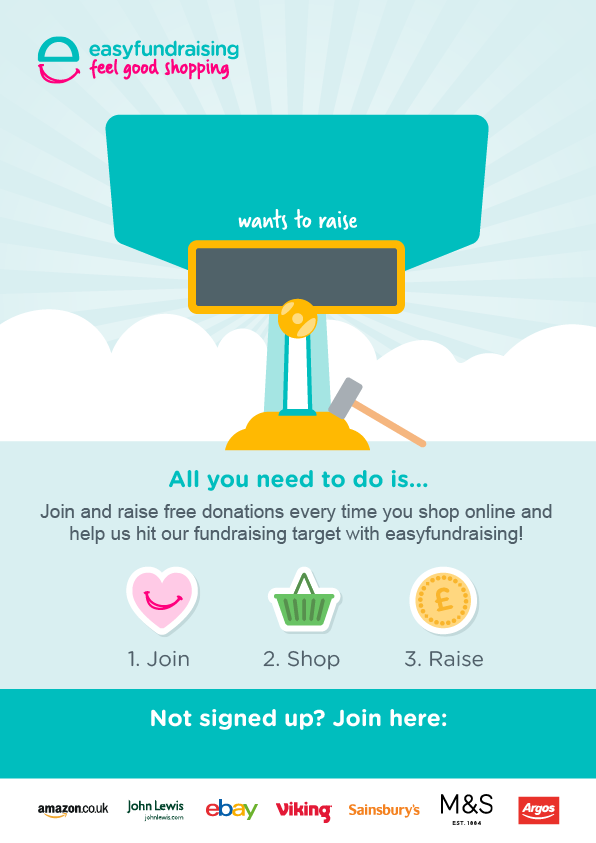 easyfundraising
feel good shopping
wants to raise
All you need to do is...
Join and raise free donations every time you shop online and
help us hit our fundraising target with easyfundraising!
£
1. Join
2. Shop
3. Raise
Not signed up? Join here:
amazon.co.uk
John Lewis
johnlewis.com
ebay
Viking
Sainsbury's
M&S
EST. 1884
Argos